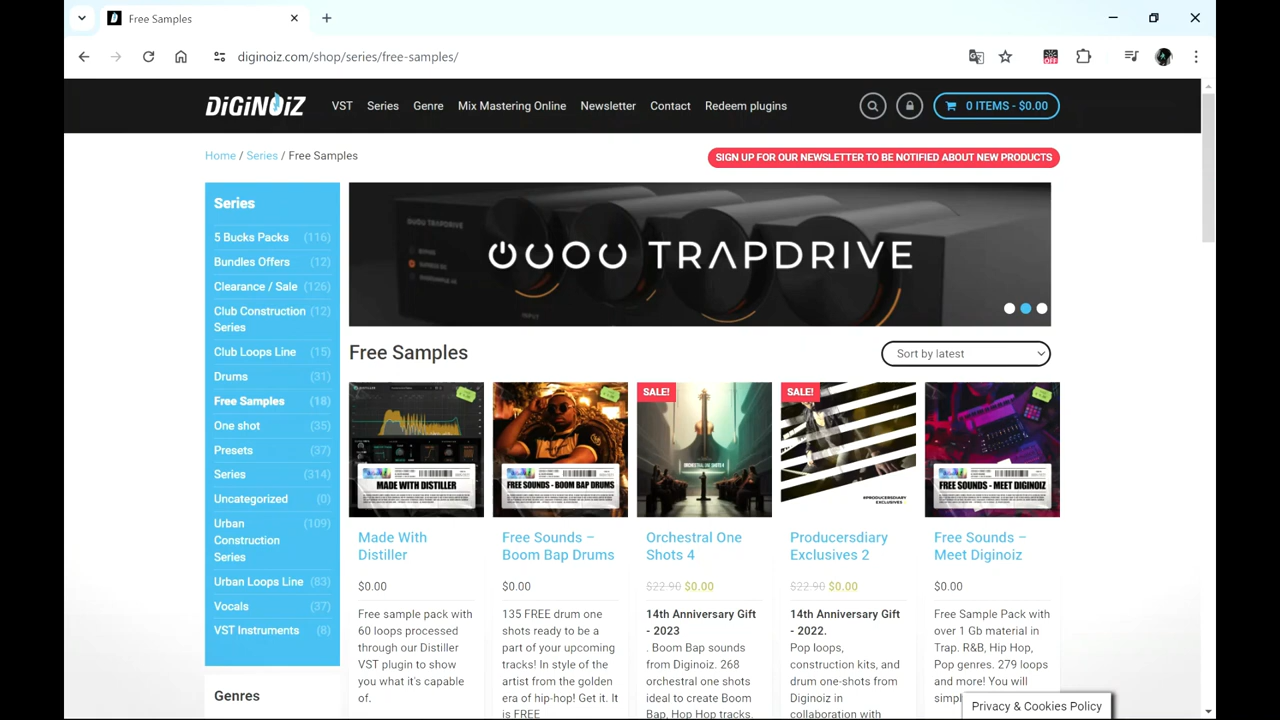 Free Samples
diginoiz.com/shop/series/free-samples/
OFF
DiGiNOiZ
VST
Series
Genre
Mix Mastering Online
Newsletter
Contact
Redeem plugins
0 ITEMS - $0.00
Home / Series / Free Samples
SIGN UP FOR OUR NEWSLETTER TO BE NOTIFIED ABOUT NEW PRODUCTS
Series
5 Bucks Packs (116)
Bundles Offers (12)
Clearance / Sale (126)
Club Construction (12)
Series
Club Loops Line (15)
Drums (31)
Free Samples (18)
One shot (35)
Presets (37)
Series (314)
Uncategorized (0)
Urban (109)
Construction
Series
Urban Loops Line (83)
Vocals (37)
VST Instruments (8)
Genres
TRAPDRIVE
Free Samples
Sort by latest
MADE WITH DISTILLER
Made With
Distiller
$0.00
Free sample pack with
60 loops processed
through our Distiller
VST plugin to show
you what it's capable
of.
FREE SOUNDS - BOOM BAP DRUMS
Free Sounds –
Boom Bap Drums
$0.00
135 FREE drum one
shots ready to be a
part of your upcoming
tracks! In style of the
artist from the golden
era of hip-hop! Get it. It
is FREE
SALE!
ORCHESTRAL ONE SHOTS 4
Orchestral One
Shots 4
$22.90 $0.00
14th Anniversary Gift
- 2023
. Boom Bap sounds
from Diginoiz. 268
orchestral one shots
ideal to create Boom
Bap, Hop Hop tracks.
SALE!
#PRODUCERSDIARY
EXCLUSIVES
Producersdiary
Exclusives 2
$22.90 $0.00
14th Anniversary Gift
- 2022.
Pop loops,
construction kits, and
drum one-shots from
Diginoiz in
collaboration with
FREE SOUNDS - MEET DIGINOIZ
Free Sounds –
Meet Diginoiz
$0.00
Free Sample Pack with
over 1 Gb material in
Trap. R&B, Hip Hop,
Pop genres. 279 loops
and more! You will
simpl
Privacy & Cookies Policy